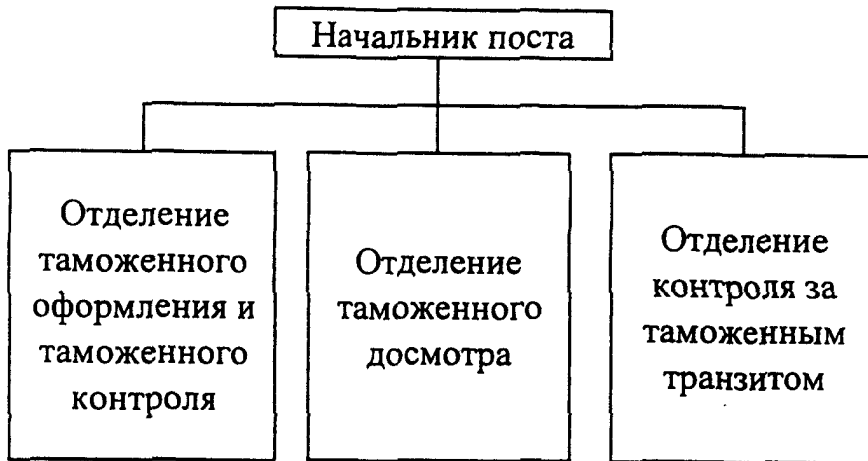 Начальник поста
Отделение
таможенного
оформления и
таможенного
контроля
Отделение
таможенного
досмотра
Отделение
контроля за
таможенным
транзитом